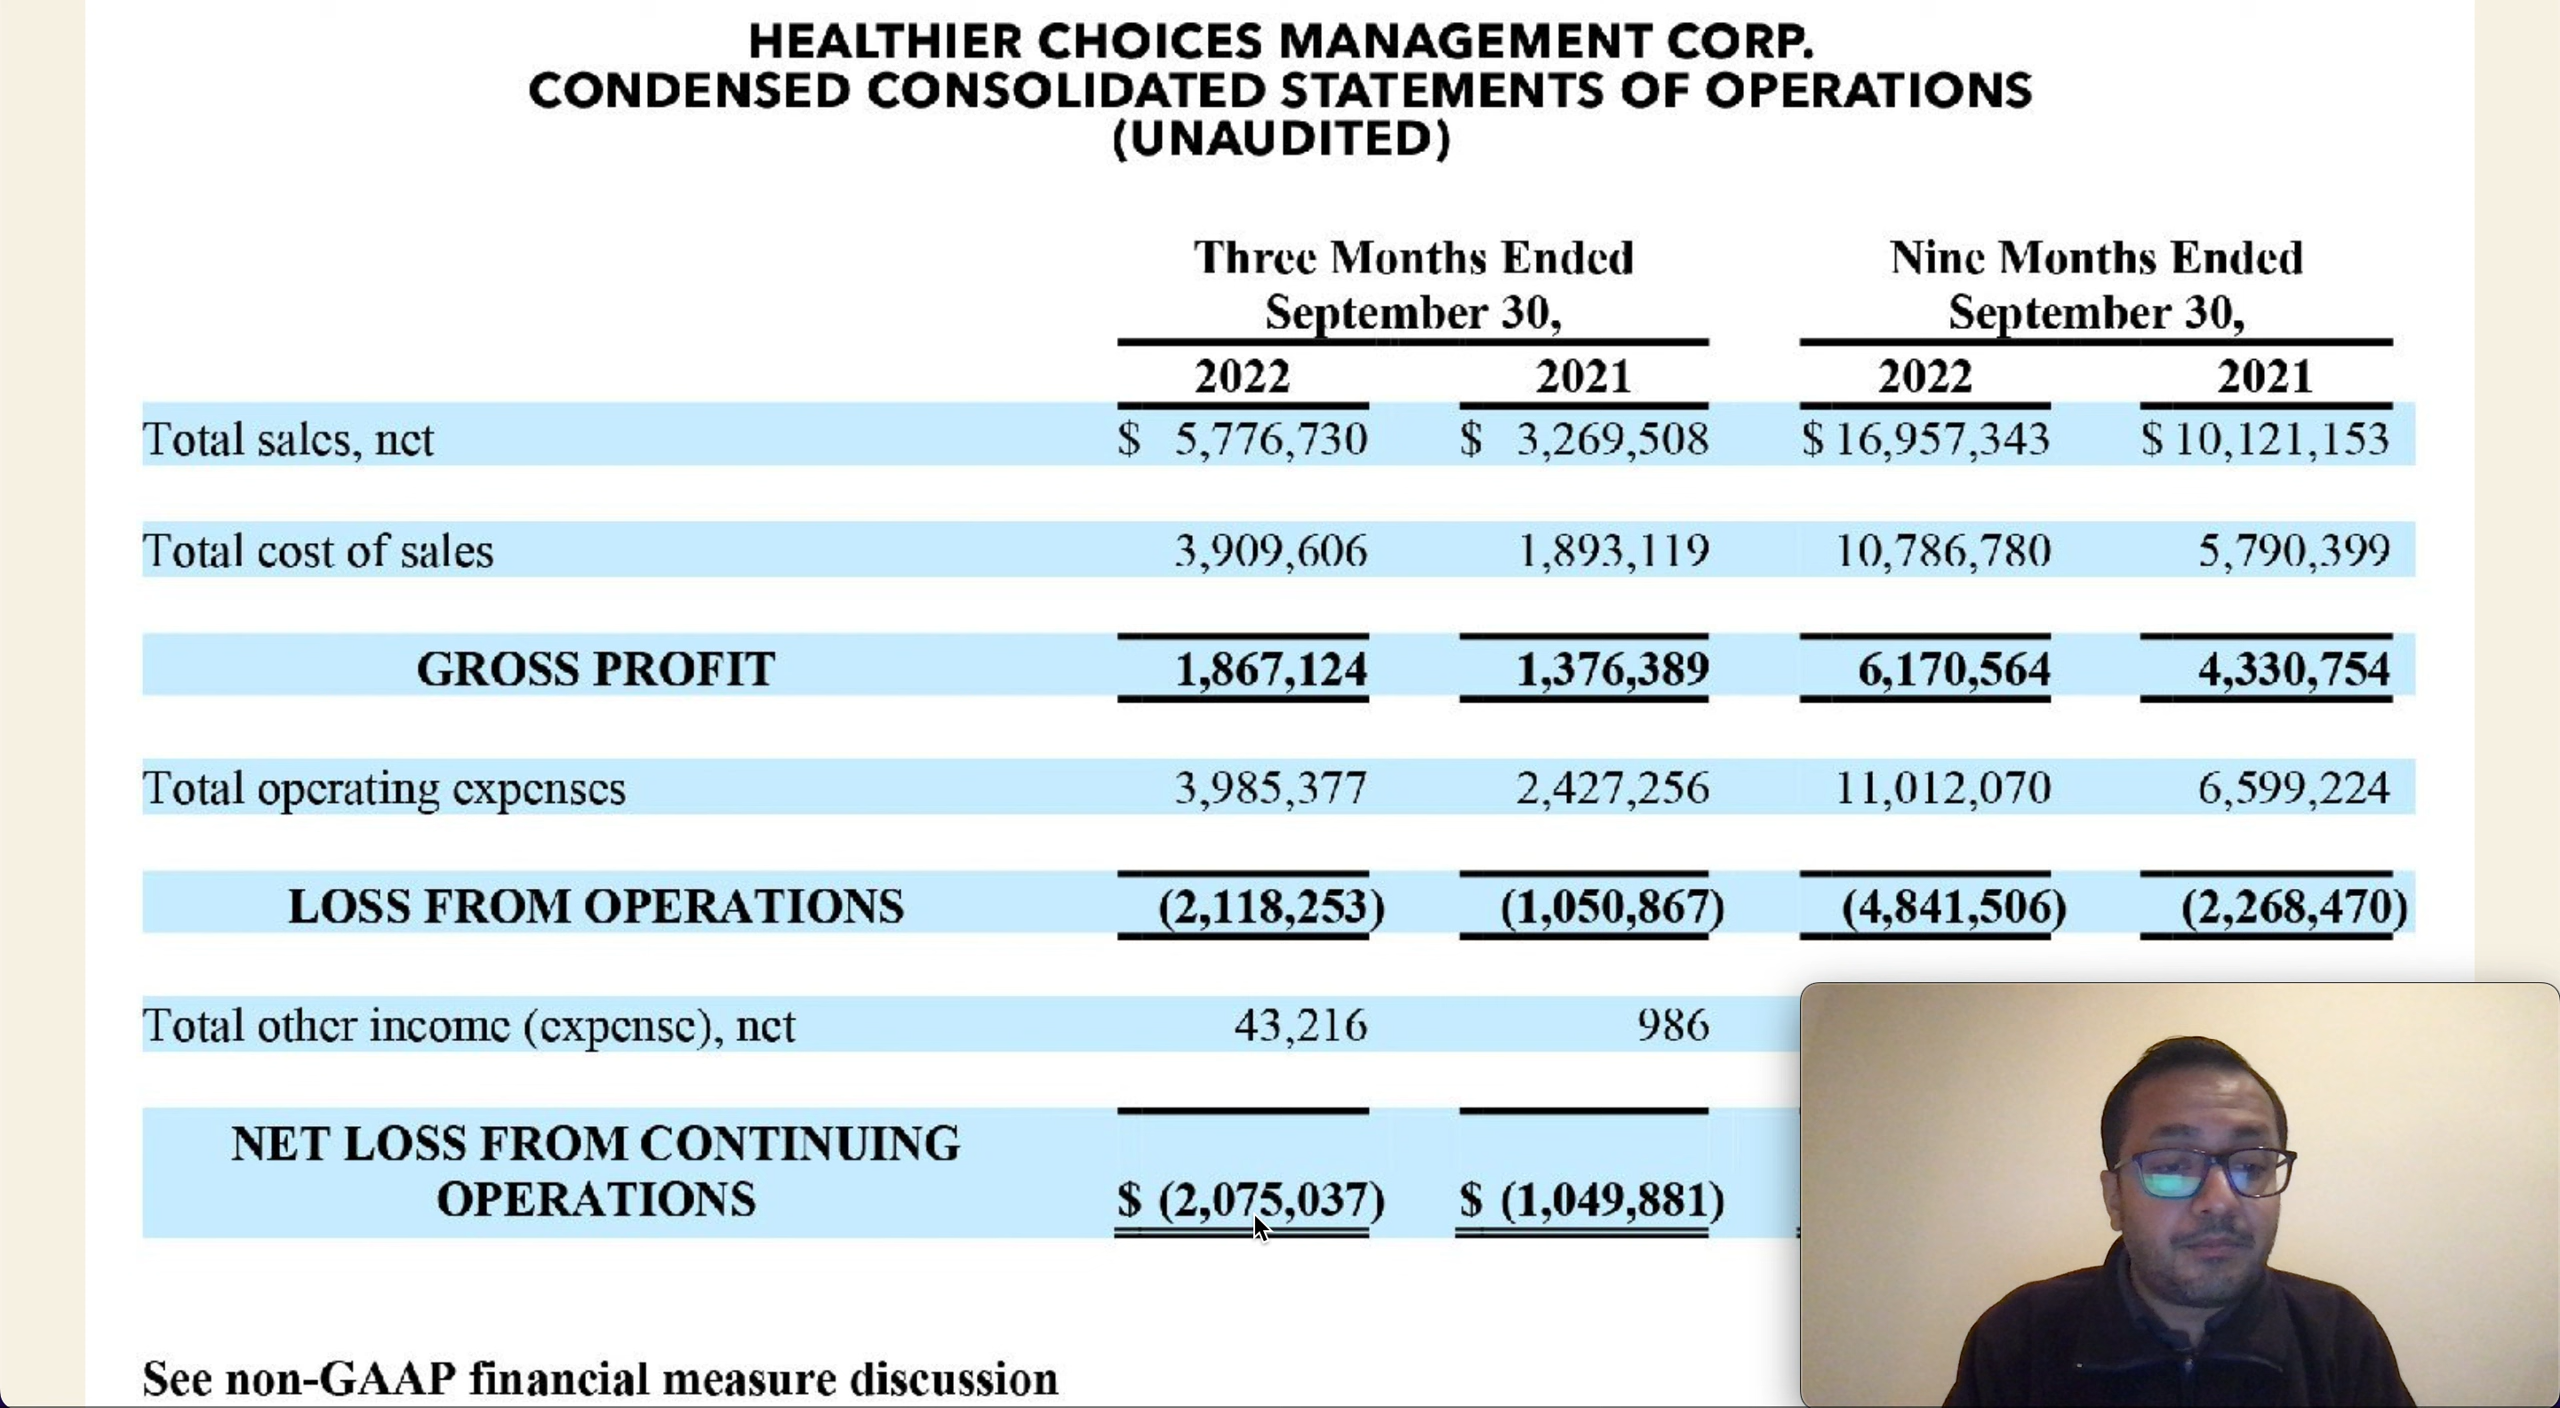 HEALTHIER CHOICES MANAGEMENT CORP.
CONDENSED CONSOLIDATED STATEMENTS OF OPERATIONS
(UNAUDITED)
Three Months Ended Nine Months Ended
September 30, September 30,
2022 2021 2022 2021
Total sales, net $ 5,776,730 $ 3,269,508 $ 16,957,343 $ 10,121,153
Total cost of sales 3,909,606 1,893,119 10,786,780 5,790,399
GROSS PROFIT 1,867,124 1,376,389 6,170,564 4,330,754
Total operating expenses 3,985,377 2,427,256 11,012,070 6,599,224
LOSS FROM OPERATIONS (2,118,253) (1,050,867) (4,841,506) (2,268,470)
Total other income (expense), net 43,216 986
NET LOSS FROM CONTINUING
OPERATIONS $ (2,075,037) $ (1,049,881)
See non-GAAP financial measure discussion